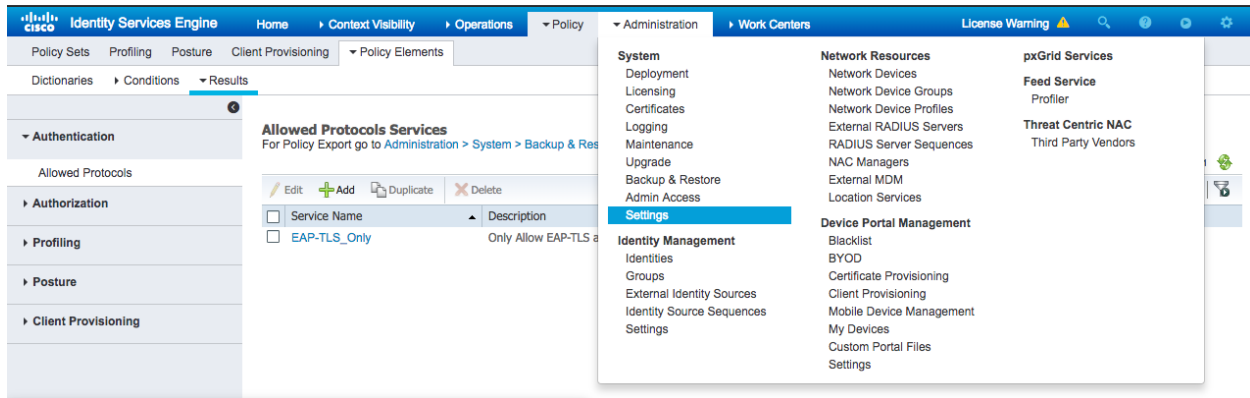 cisco Identity Services Engine Home Context Visibility Operations Policy Administration Work Centers License Warning
Policy Sets Profiling Posture Client Provisioning Policy Elements
Dictionaries Conditions Results
Authentication
Allowed Protocols
Authorization
Profiling
Posture
Client Provisioning
Allowed Protocols Services
For Policy Export go to Administration > System > Backup & Res
Edit Add Duplicate Delete
Service Name Description
EAP-TLS_Only Only Allow EAP-TLS a
System
Deployment
Licensing
Certificates
Logging
Maintenance
Upgrade
Backup & Restore
Admin Access
Settings
Identity Management
Identities
Groups
External Identity Sources
Identity Source Sequences
Settings
Network Resources
Network Devices
Network Device Groups
Network Device Profiles
External RADIUS Servers
RADIUS Server Sequences
NAC Managers
External MDM
Location Services
Device Portal Management
Blacklist
BYOD
Certificate Provisioning
Client Provisioning
Mobile Device Management
My Devices
Custom Portal Files
Settings
pxGrid Services
Feed Service
Profiler
Threat Centric NAC
Third Party Vendors